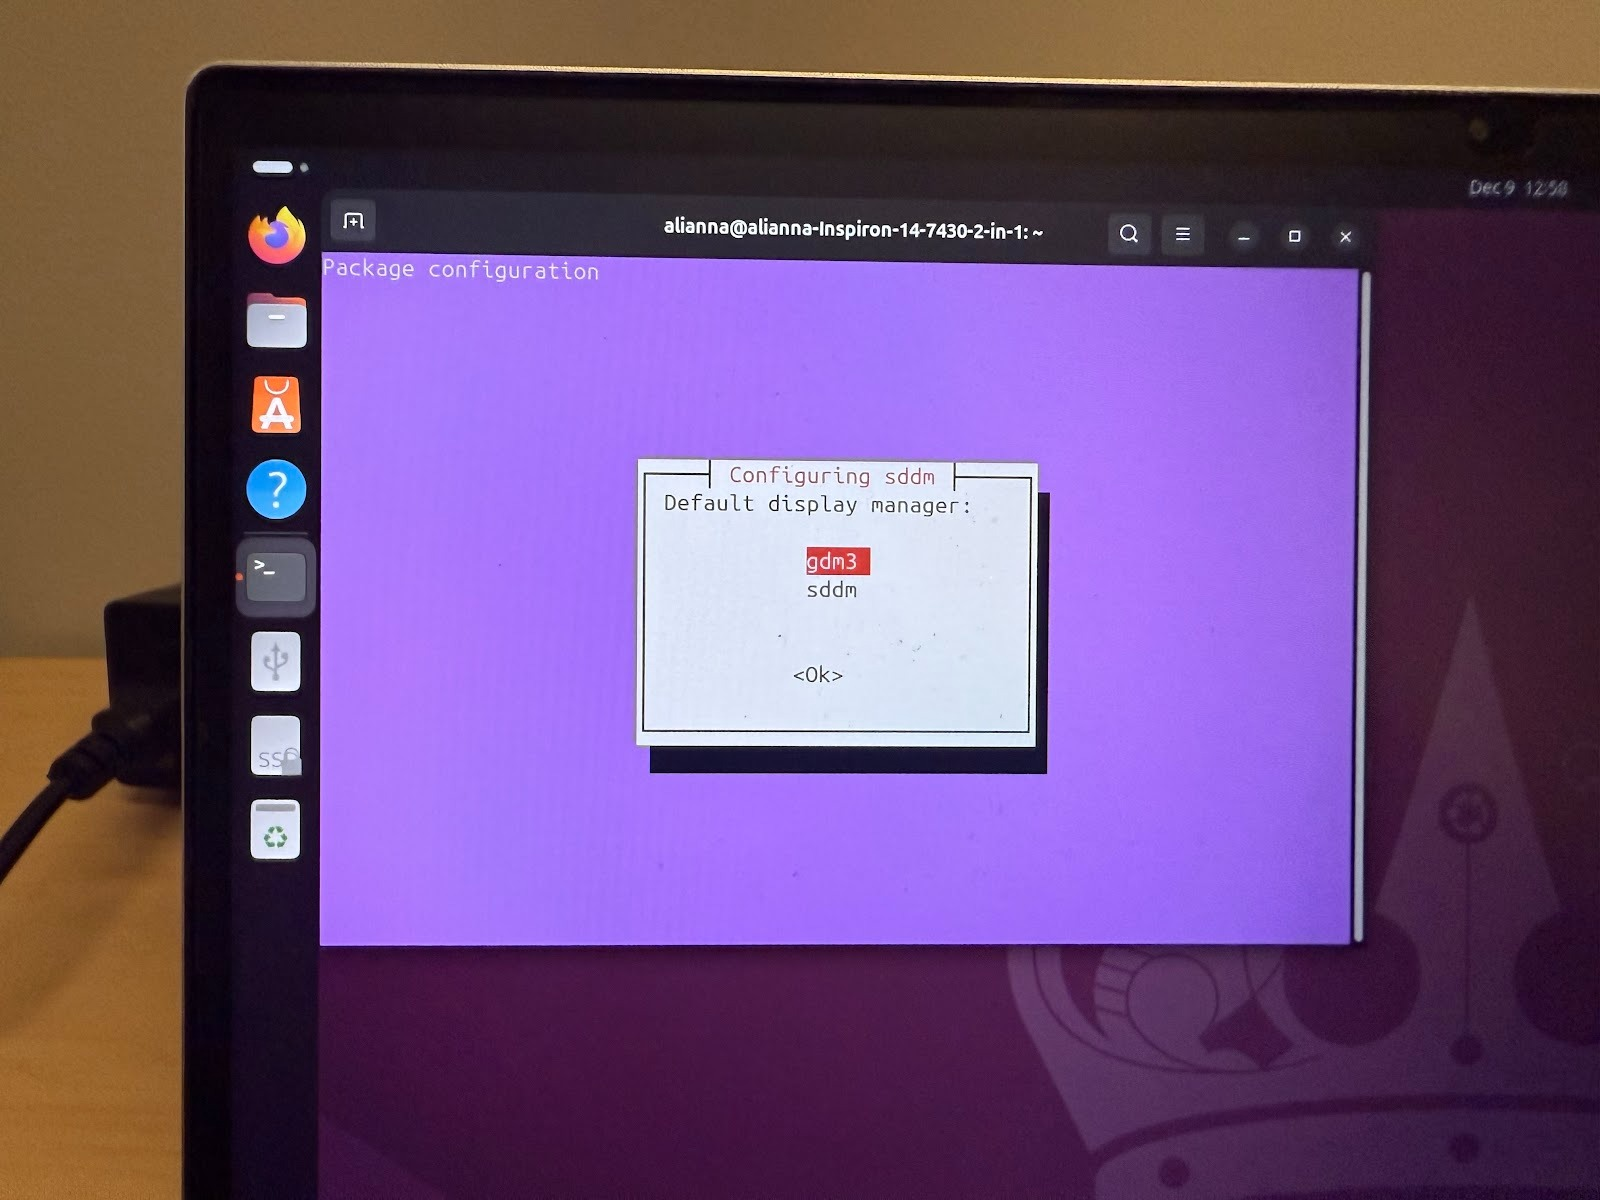 Dec 9 12:58
alianna@alianna-Inspiron-14-7430-2-in-1: ~
Package configuration
Configuring sddm
Default display manager:
gdm3
sddm
<Ok>
A
?
>_
SS